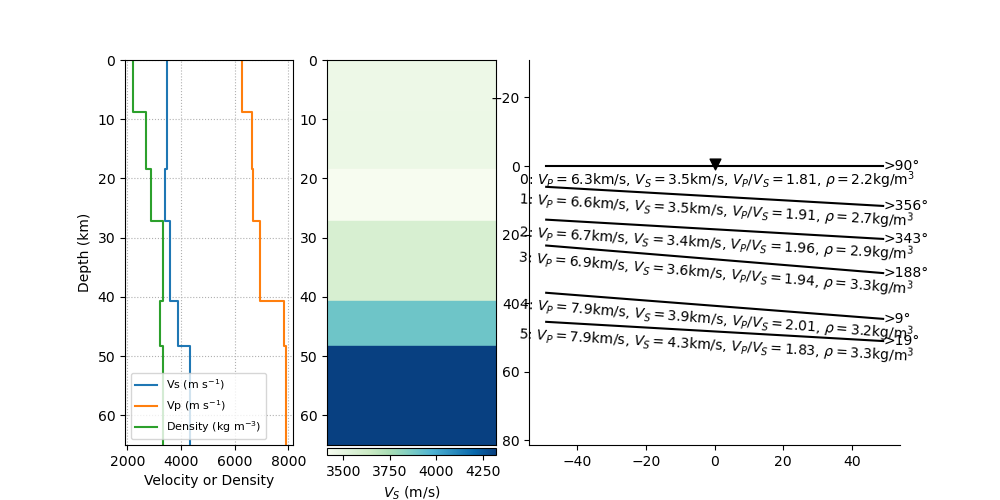 0
10
20
30
40
50
60
Depth (km)
2000 4000 6000 8000
Velocity or Density
Vs (m s⁻¹)
Vp (m s⁻¹)
Density (kg m⁻³)
0
10
20
30
40
50
60
3500 3750 4000 4250
V_S (m/s)
−20
0
20
40
60
80
−40 −20 0 20 40
>90°
0: V_P = 6.3km/s, V_S = 3.5km/s, V_P/V_S = 1.81, ρ = 2.2kg/m³
>356°
1: V_P = 6.6km/s, V_S = 3.5km/s, V_P/V_S = 1.91, ρ = 2.7kg/m³
>343°
2: V_P = 6.7km/s, V_S = 3.4km/s, V_P/V_S = 1.96, ρ = 2.9kg/m³
>188°
3: V_P = 6.9km/s, V_S = 3.6km/s, V_P/V_S = 1.94, ρ = 3.3kg/m³
>9°
4: V_P = 7.9km/s, V_S = 3.9km/s, V_P/V_S = 2.01, ρ = 3.2kg/m³
>19°
5: V_P = 7.9km/s, V_S = 4.3km/s, V_P/V_S = 1.83, ρ = 3.3kg/m³